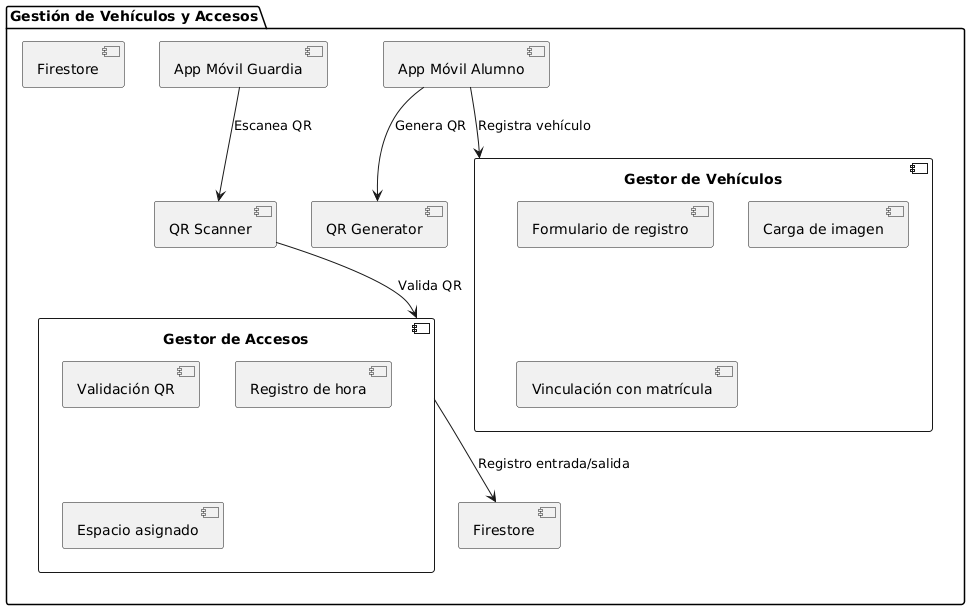 Gestión de Vehículos y Accesos
Firestore
App Móvil Guardia
App Móvil Alumno
Escanea QR
Genera QR
Registra vehículo
QR Scanner
QR Generator
Gestor de Vehículos
Formulario de registro
Carga de imagen
Vinculación con matrícula
Valida QR
Gestor de Accesos
Validación QR
Registro de hora
Espacio asignado
Registro entrada/salida
Firestore